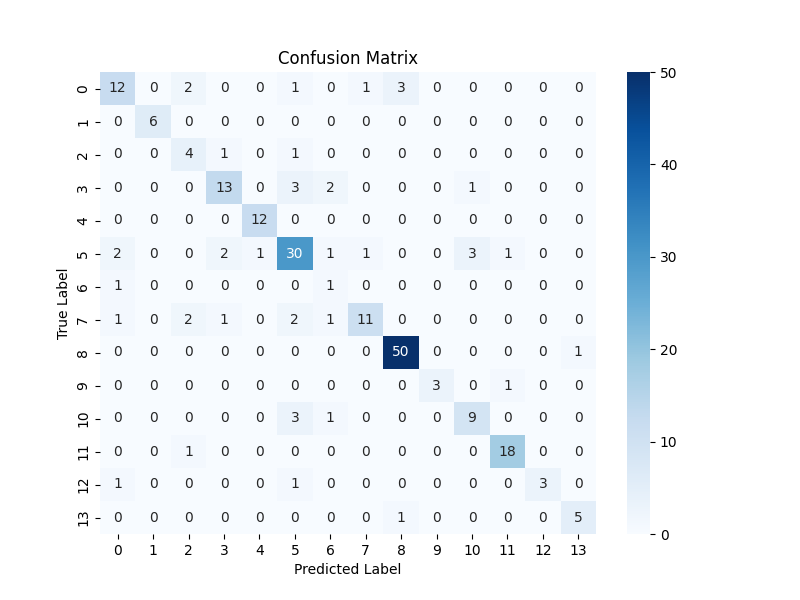 Confusion Matrix
0 12 0 2 0 0 1 0 1 3 0 0 0 0 0
1 0 6 0 0 0 0 0 0 0 0 0 0 0 0
2 0 0 4 1 0 1 0 0 0 0 0 0 0 0
3 0 0 0 13 0 3 2 0 0 0 1 0 0 0
4 0 0 0 0 12 0 0 0 0 0 0 0 0 0
5 2 0 0 2 1 30 1 1 0 0 3 1 0 0
6 1 0 0 0 0 0 1 0 0 0 0 0 0 0
7 1 0 2 1 0 2 1 11 0 0 0 0 0 0
8 0 0 0 0 0 0 0 0 50 0 0 0 0 1
9 0 0 0 0 0 0 0 0 0 3 0 1 0 0
10 0 0 0 0 0 3 1 0 0 0 9 0 0 0
11 0 0 1 0 0 0 0 0 0 0 0 18 0 0
12 1 0 0 0 0 1 0 0 0 0 0 0 3 0
13 0 0 0 0 0 0 0 0 1 0 0 0 0 5
0 1 2 3 4 5 6 7 8 9 10 11 12 13
Predicted Label
True Label
50
40
30
20
10
0